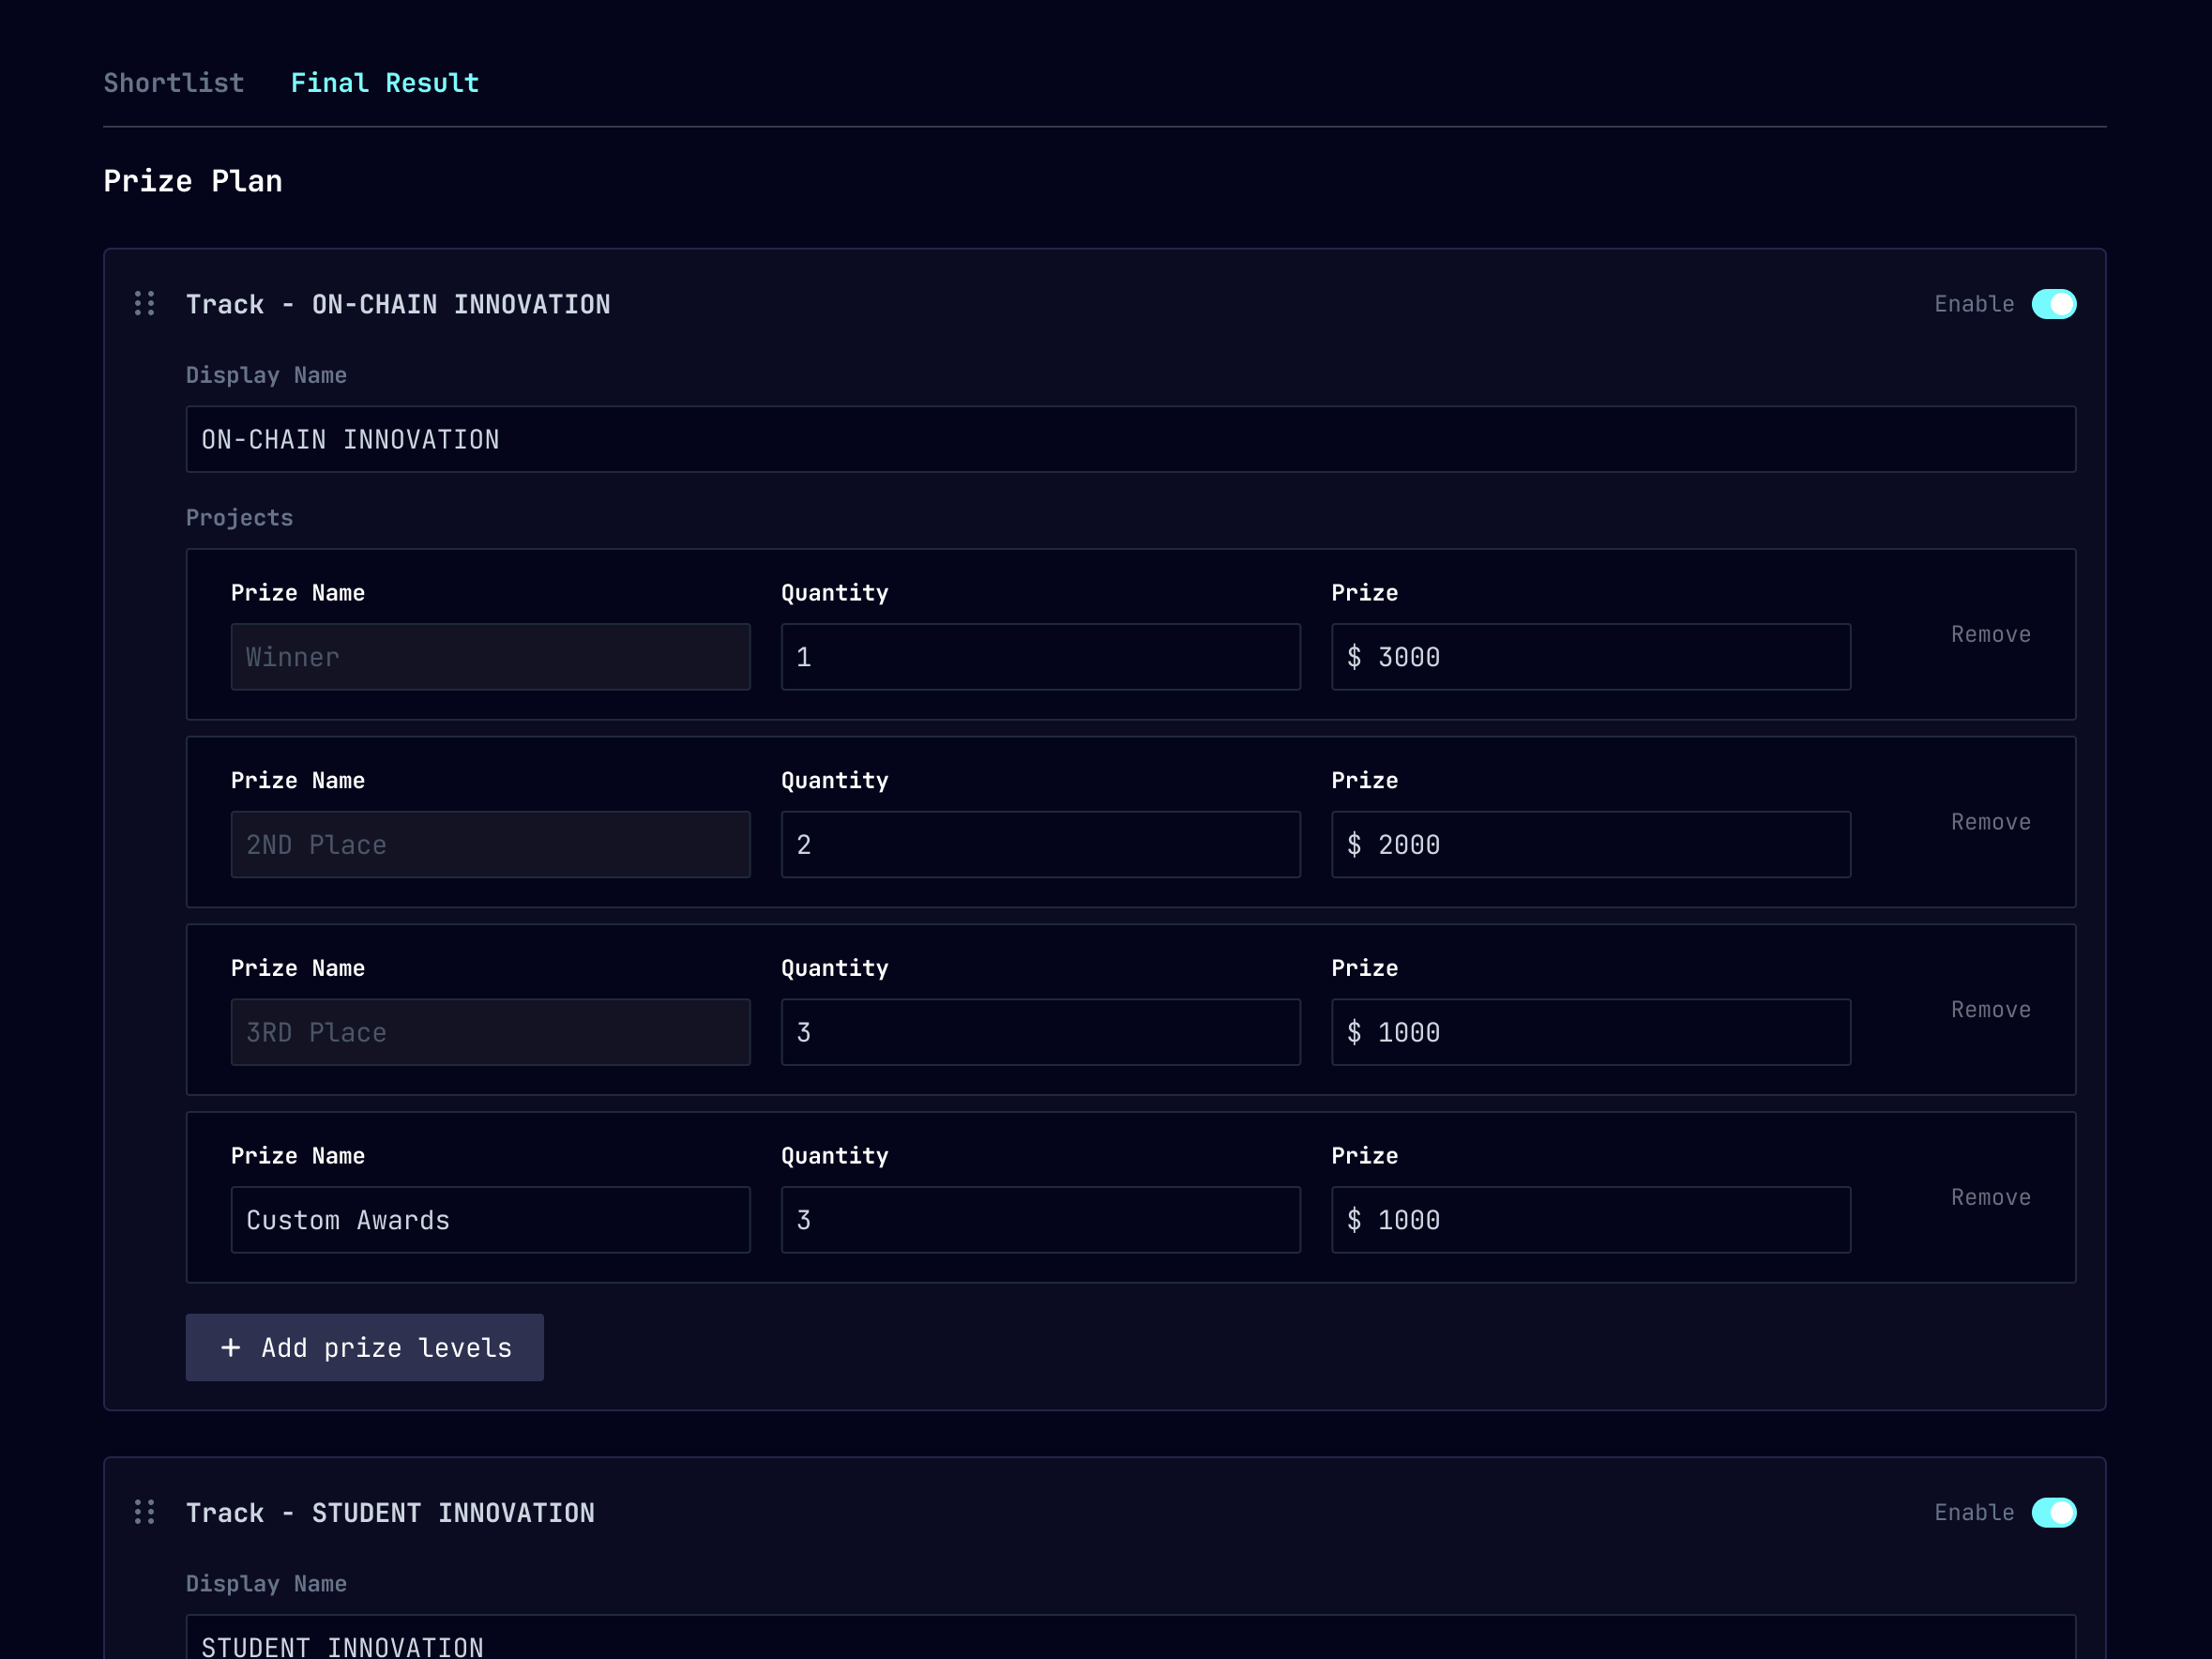 Shortlist Final Result
Prize Plan
Track - ON-CHAIN INNOVATION Enable
Display Name
ON-CHAIN INNOVATION
Projects
Prize Name Quantity Prize
Remove
Winner 1 $ 3000
Prize Name Quantity Prize
Remove
2ND Place 2 $ 2000
Prize Name Quantity Prize
Remove
3RD Place 3 $ 1000
Prize Name Quantity Prize
Remove
Custom Awards 3 $ 1000
+ Add prize levels
Track - STUDENT INNOVATION Enable
Display Name
STUDENT INNOVATION